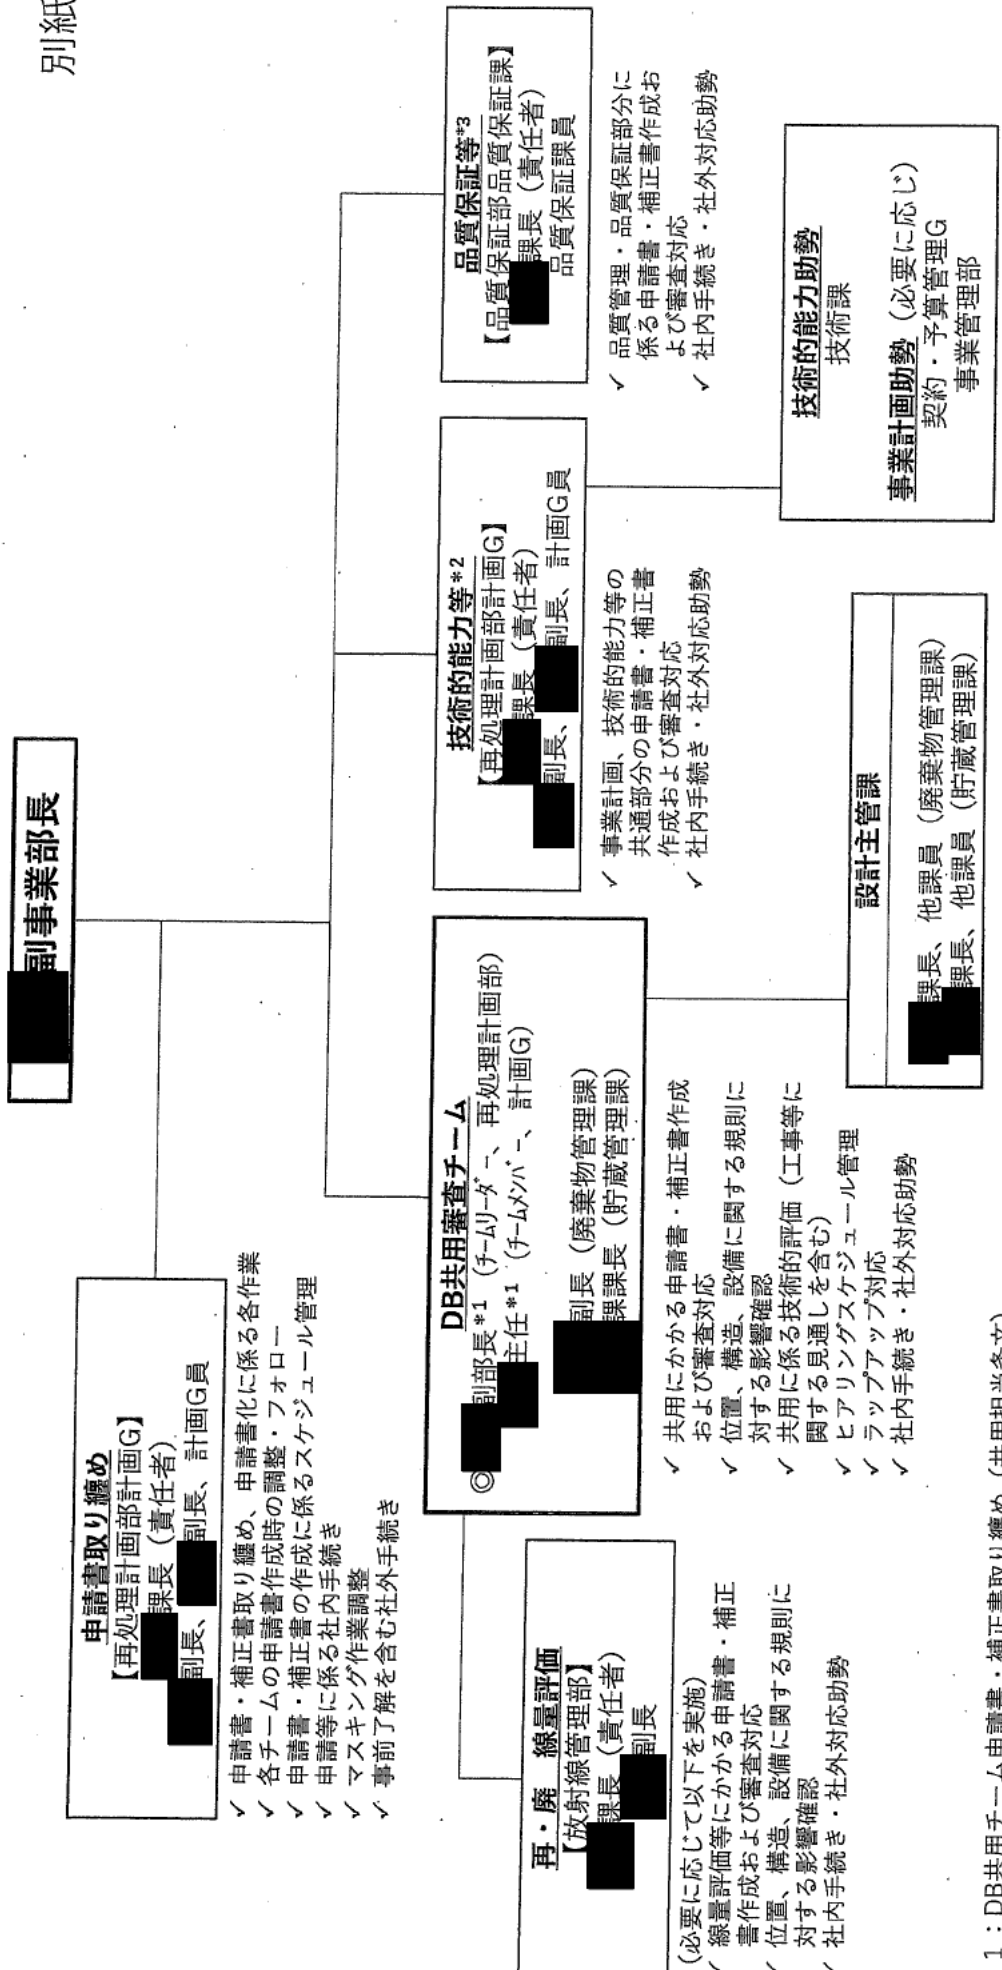 別紙
副事業部長
申請書取り纏め
【再処理計画部計画G】
課長（責任者）
副長、副長、計画G員
✓ 申請書・補正書取り纏め、申請書化に係る各作業
✓ 各チームの申請書作成時の調整・フォロー
✓ 申請書・補正書の作成に係るスケジュール管理
✓ 申請等に係る社内手続き
✓ マスキング作業調整
✓ 事前了解を含む社外手続き
DB共用審査チーム
◎副部長*1（チームリーダー、再処理計画部）
主任*1（チームメンバー、計画G）
副長（廃棄物管理課）
課課長（貯蔵管理課）
✓ 共用にかかる申請書・補正書作成
および審査対応
✓ 位置、構造、設備に関する規則に
対する影響確認
✓ 共用に係る技術的評価（工事等に
関する見通しを含む）
✓ ヒアリングスケジュール管理
✓ ラップアップ対応
✓ 社内手続き・社外対応助勢
技術的能力等*2
【再処理計画部計画G】
課長（責任者）
副長、副長、計画G員
✓ 事業計画、技術的能力等の
共通部分の申請書・補正書
作成および審査対応
✓ 社内手続き・社外対応助勢
品質保証等*3
【品質保証部品質保証課】
課長（責任者）
品質保証課員
✓ 品質管理・品質保証部分に
係る申請書・補正書作成お
よび審査対応
✓ 社内手続き・社外対応助勢
再・廃 線量評価
【放射線管理部】
課長（責任者）
副長
（必要に応じて以下を実施）
✓ 線量評価等にかかる申請書・補正
書作成および審査対応
✓ 位置、構造、設備に関する規則に
対する影響確認
✓ 社内手続き・社外対応助勢
設計主管課
課長、他課員（廃棄物管理課）
課長、他課員（貯蔵管理課）
技術的能力助勢
技術課
事業計画助勢（必要に応じ）
契約・予算管理G
事業管理部
1：DB共用チーム申請書・補正書取り纏め（共用担当条文）